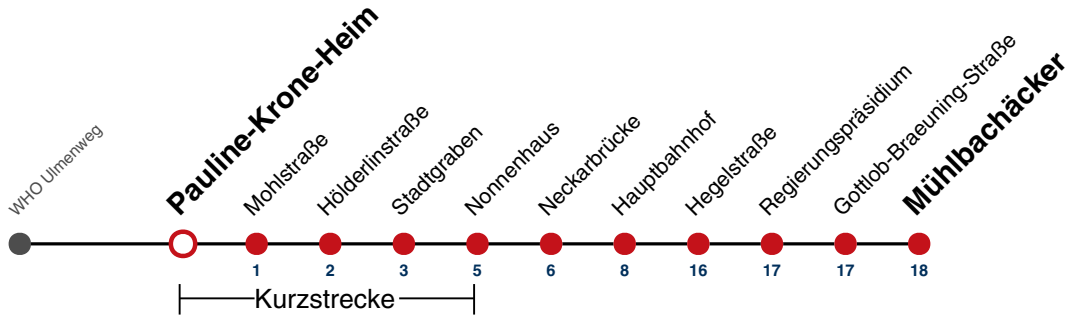 WHO Ulmenweg
Pauline-Krone-Heim
Mohlstraße
Hölderlinstraße
Stadtgraben
Nonnenhaus
Neckarbrücke
Hauptbahnhof
Hegelstraße
Regierungspräsidium
Gottlob-Braeuning-Straße
Mühlbachäcker
1 2 3 5 6 8 16 17 17 18
Kurzstrecke